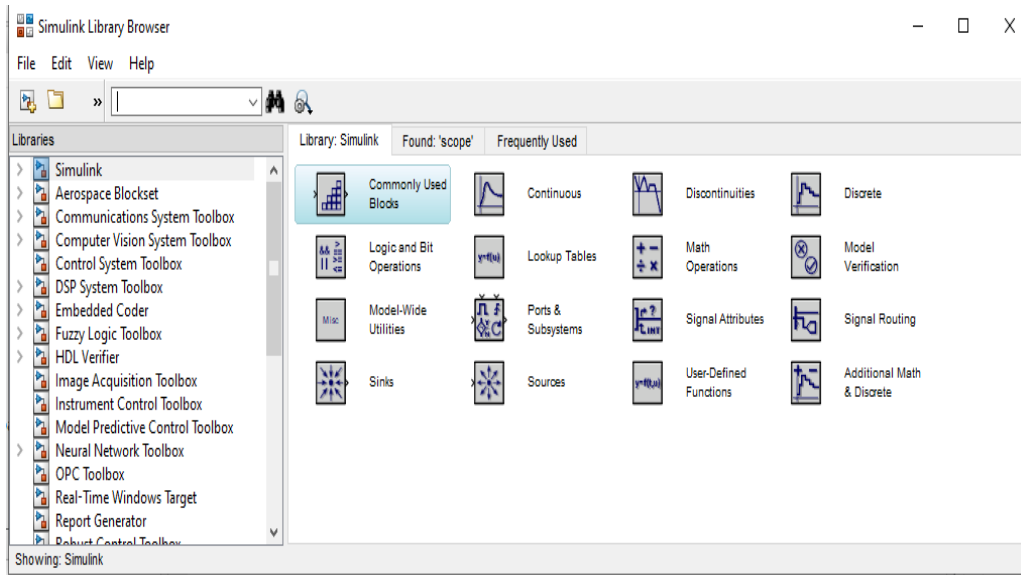 Simulink Library Browser
File Edit View Help
»
Libraries
Library: Simulink Found: 'scope' Frequently Used
Simulink
Aerospace Blockset
Communications System Toolbox
Computer Vision System Toolbox
Control System Toolbox
DSP System Toolbox
Embedded Coder
Fuzzy Logic Toolbox
HDL Verifier
Image Acquisition Toolbox
Instrument Control Toolbox
Model Predictive Control Toolbox
Neural Network Toolbox
OPC Toolbox
Real-Time Windows Target
Report Generator
Robust Control Toolbox
Commonly Used
Blocks
Continuous
Discontinuities
Discrete
Logic and Bit
Operations
y=f(u)
Lookup Tables
Math
Operations
Model
Verification
Misc
Model-Wide
Utilities
Ports &
Subsystems
Signal Attributes
Signal Routing
Sinks
Sources
y=f(t,u)
User-Defined
Functions
Additional Math
& Discrete
Showing: Simulink